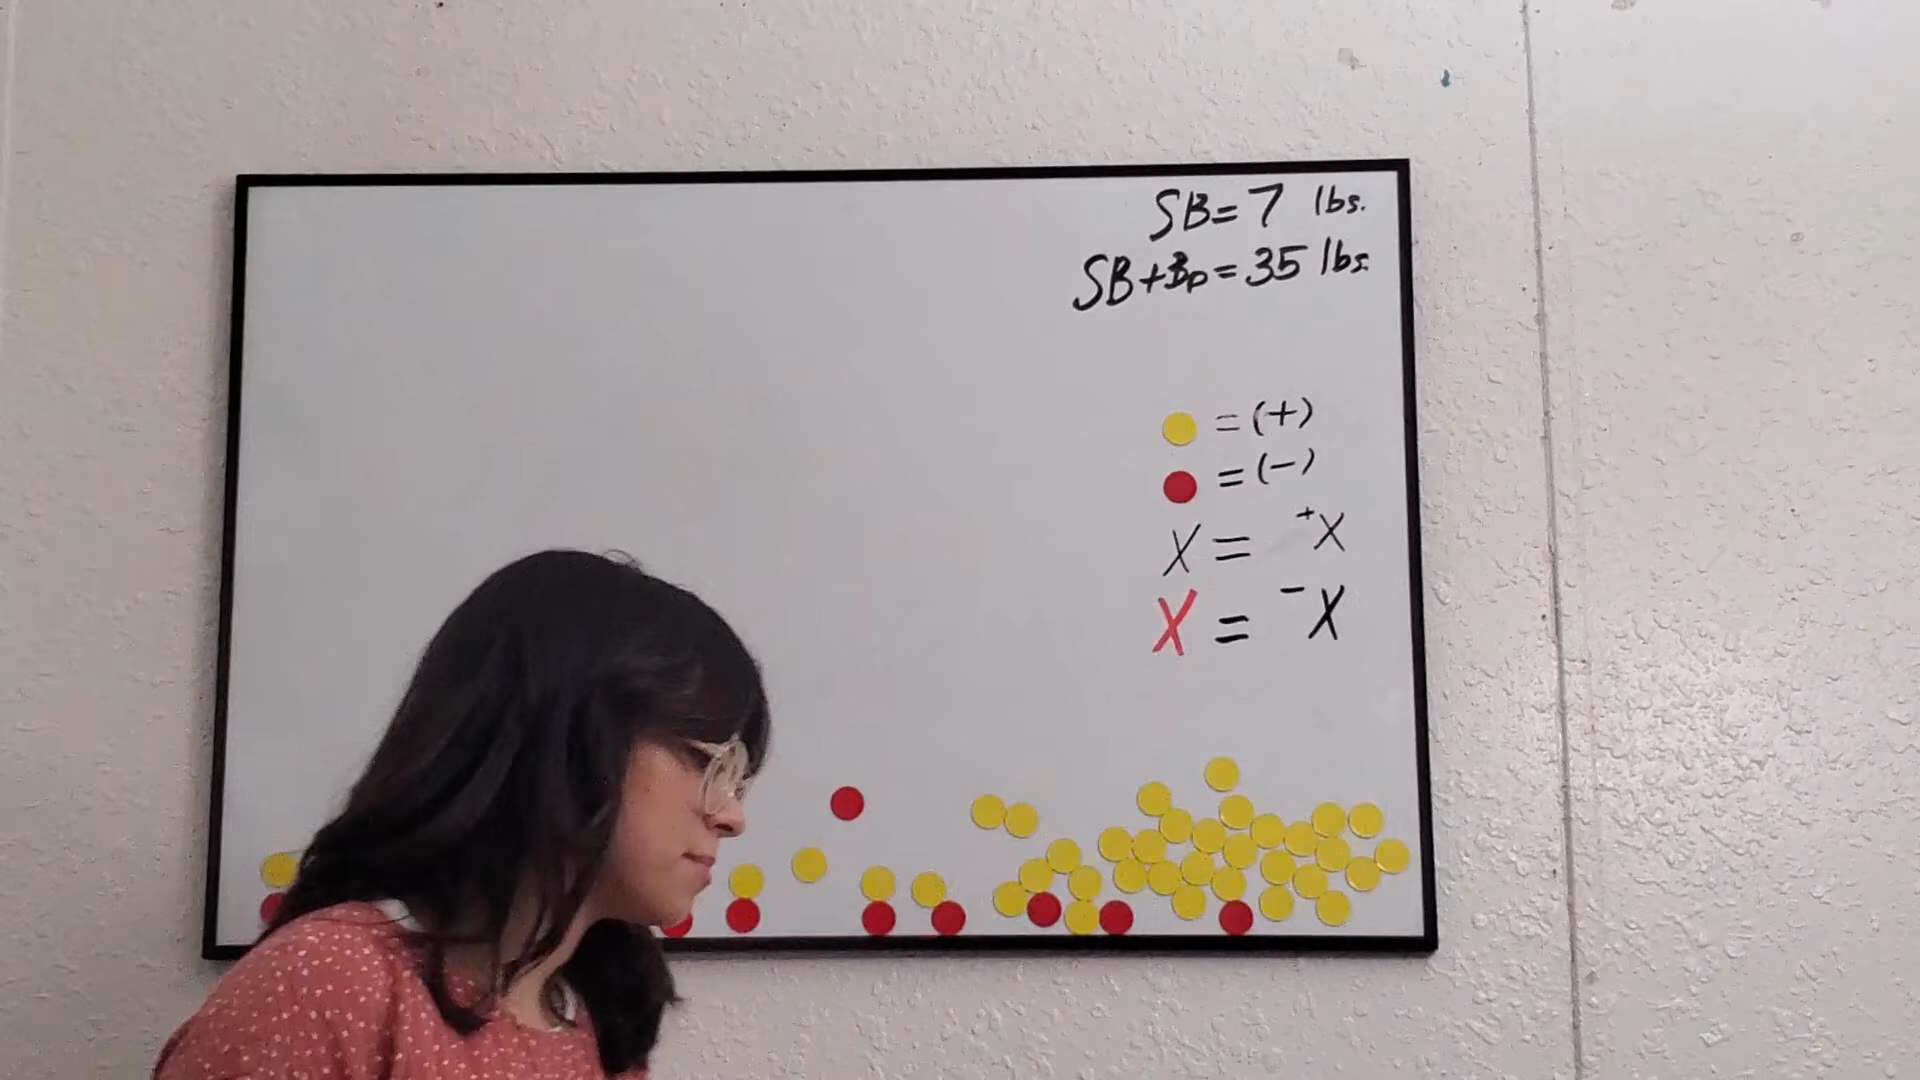 SB=7 lbs.
SB+Bp=35 lbs.
=(+)
=(-)
X = ⁺X
X = ⁻X